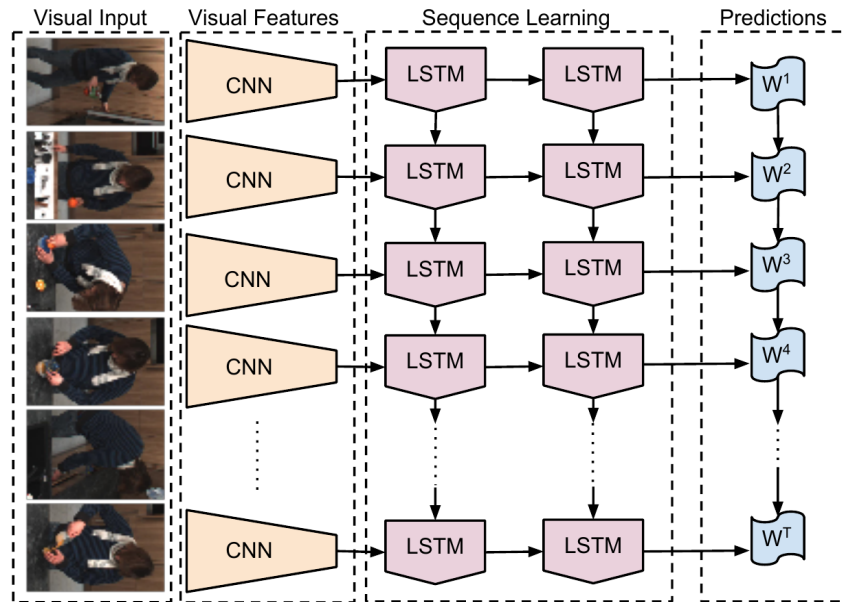 Visual Input Visual Features Sequence Learning Predictions
CNN LSTM LSTM W¹
CNN LSTM LSTM W²
CNN LSTM LSTM W³
CNN LSTM LSTM W⁴
CNN LSTM LSTM Wᵀ